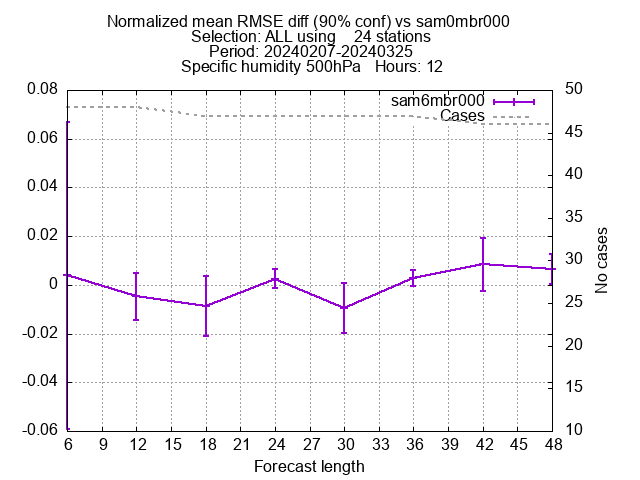 Normalized mean RMSE diff (90% conf) vs sam0mbr000
Selection: ALL using    24 stations
Period: 20240207-20240325
Specific humidity 500hPa   Hours: 12
sam6mbr000
Cases
0.08
0.06
0.04
0.02
0
-0.02
-0.04
-0.06
50
45
40
35
30
25
20
15
10
No cases
6 9 12 15 18 21 24 27 30 33 36 39 42 45 48
Forecast length